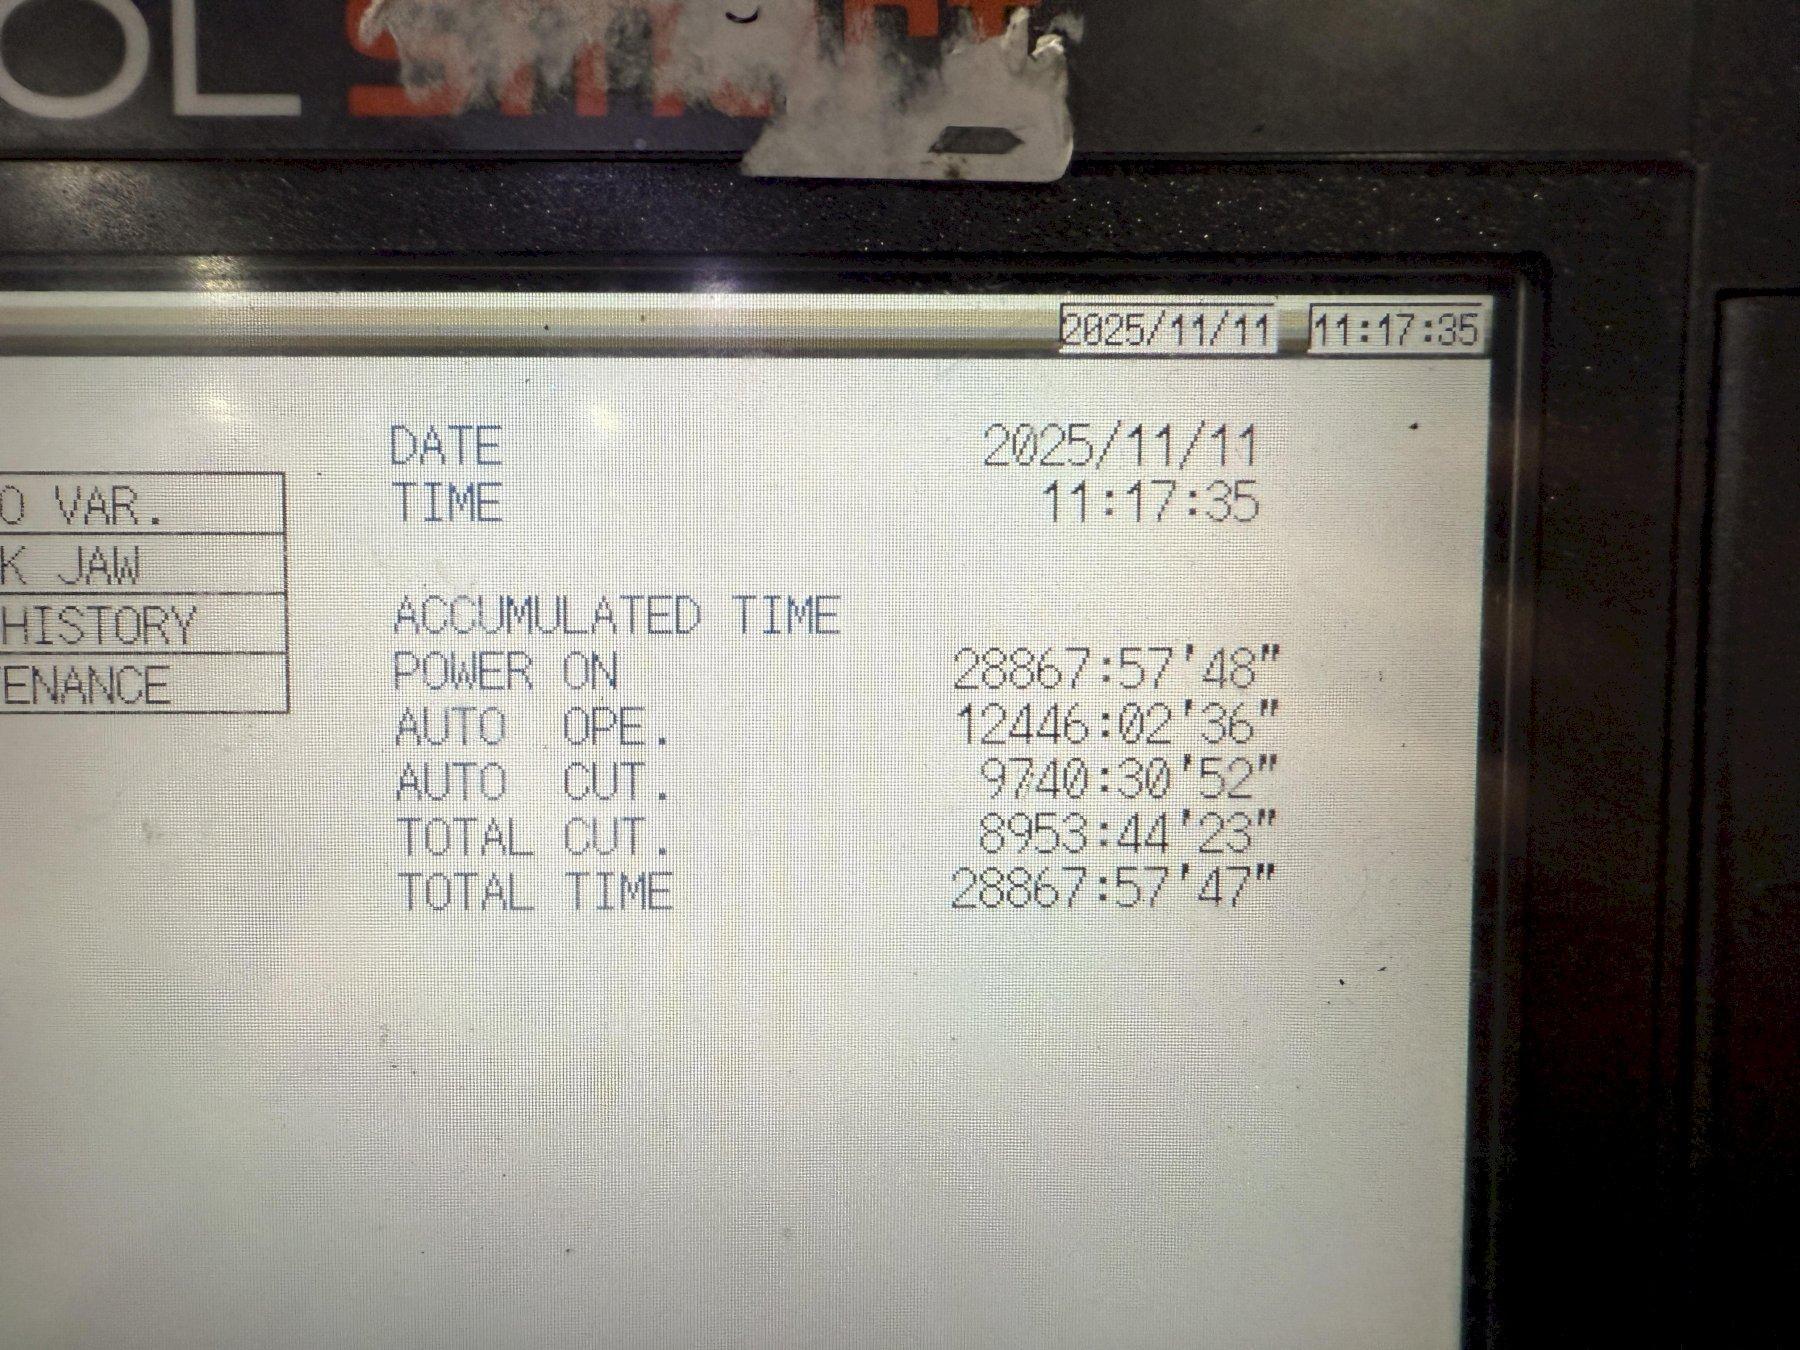 OL
2025/11/11 11:17:35
DATE 2025/11/11
TIME 11:17:35
O VAR.
K JAW
HISTORY
TENANCE
ACCUMULATED TIME
POWER ON 28867:57'48"
AUTO OPE. 12446:02'36"
AUTO CUT. 9740:30'52"
TOTAL CUT. 8953:44'23"
TOTAL TIME 28867:57'47"